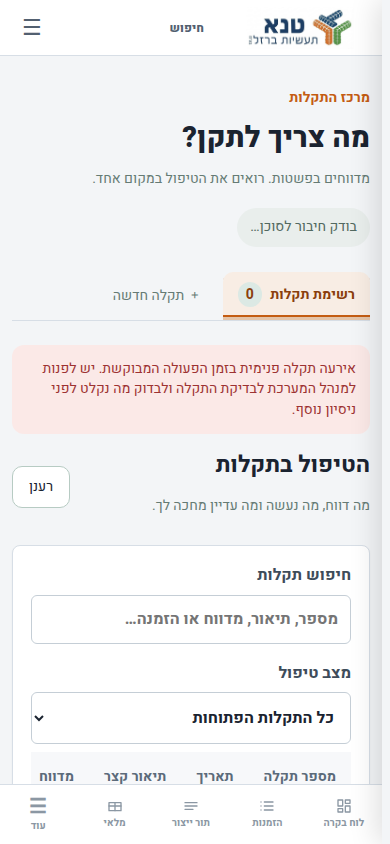 טנא
תעשיות ברזל
חיפוש
מרכז התקלות
מה צריך לתקן?
מדווחים בפשטות. רואים את הטיפול במקום אחד.
בודק חיבור לסוכן...
רשימת תקלות 0
+ תקלה חדשה
אירעה תקלה פנימית בזמן הפעולה המבוקשת. יש לפנות
למנהל המערכת לבדיקת התקלה ולבדוק מה נקלט לפני
ניסיון נוסף.
הטיפול בתקלות
רענן
מה דווח, מה נעשה ומה עדיין מחכה לך.
חיפוש תקלות
מספר, תיאור, מדווח או הזמנה...
מצב טיפול
כל התקלות הפתוחות
מספר תקלה תאריך תיאור קצר מדווח
לוח בקרה
הזמנות
תור ייצור
מלאי
עוד